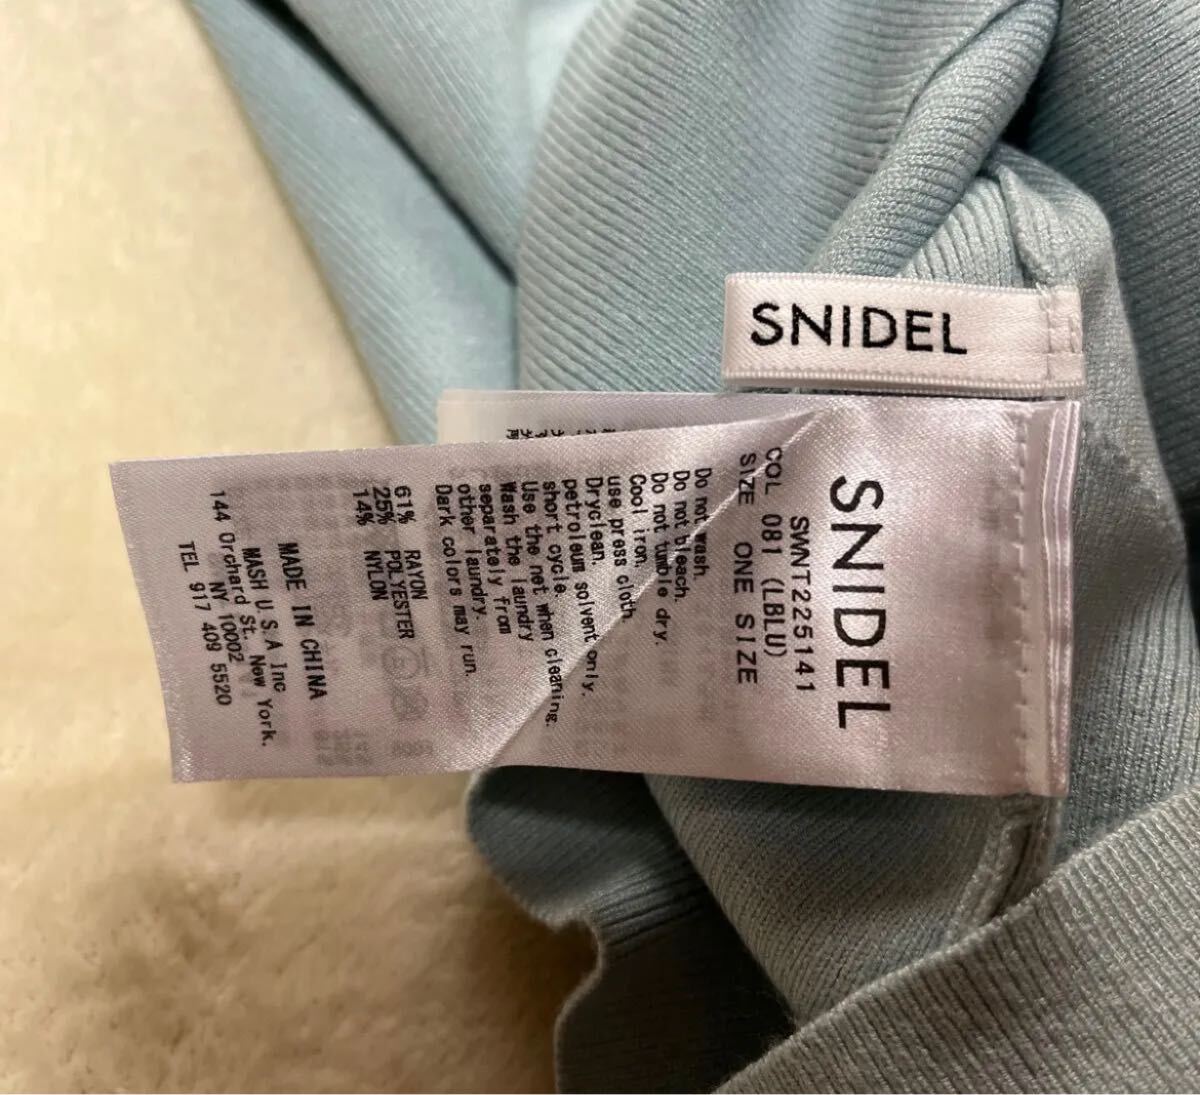 SNIDEL
SNIDEL
SWNT225141
COL 081 (LBLU)
SIZE ONE SIZE
Do not wash.
Do not bleach.
Do not tumble dry.
Cool iron.
use press cloth.
Dryclean.
petroleum solvent only.
short cycle.
Use the net when cleaning.
Wash the laundry
separately from
other laundry.
Dark colors may run.
61% RAYON
25% POLYESTER
14% NYLON
MADE IN CHINA
MASH U.S.A Inc
144 Orchard St. New York.
NY 10002
TEL 917 409 5520